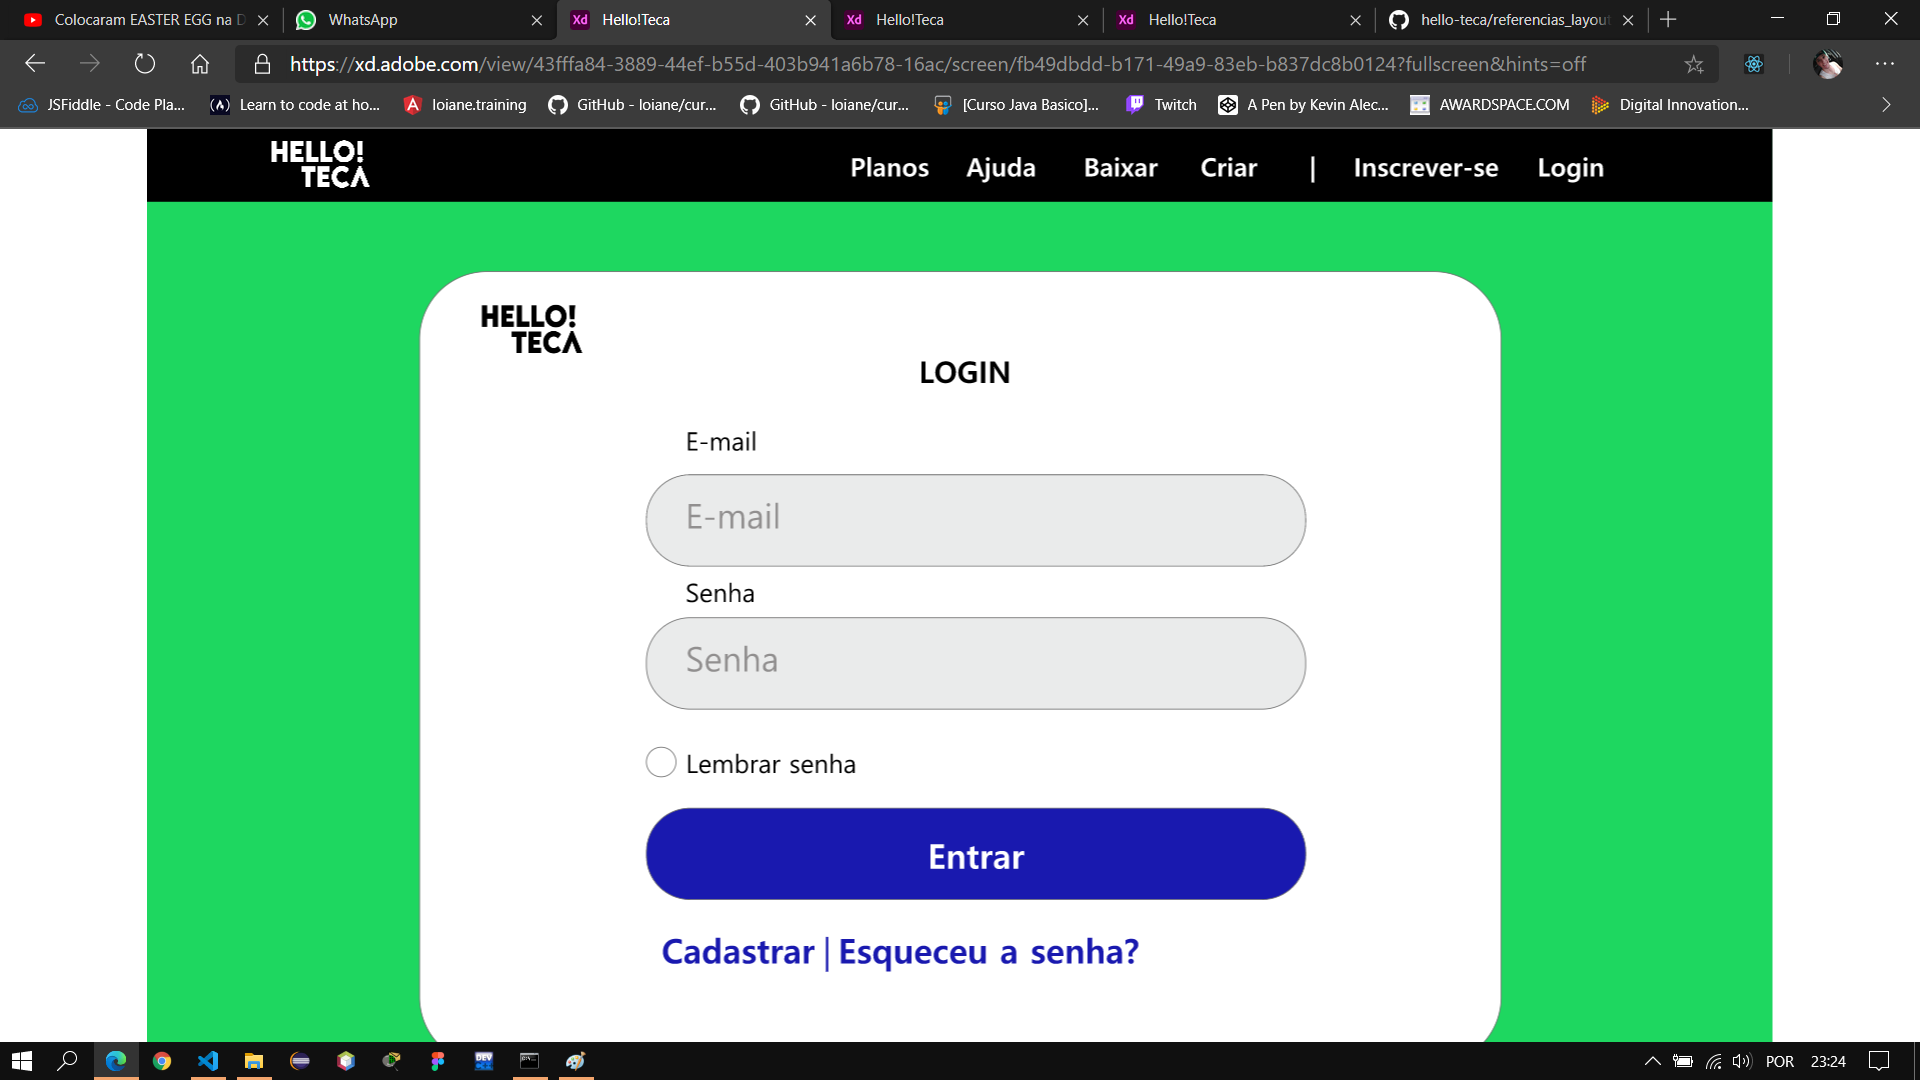 Colocaram EASTER EGG na D
WhatsApp
Xd Hello!Teca
Xd Hello!Teca
Xd Hello!Teca
hello-teca/referencias_layout
https://xd.adobe.com/view/43fffa84-3889-44ef-b55d-403b941a6b78-16ac/screen/fb49dbdd-b171-49a9-83eb-b837dc8b0124?fullscreen&hints=off
JSFiddle - Code Pla...
Learn to code at ho...
loiane.training
GitHub - loiane/cur...
GitHub - loiane/cur...
[Curso Java Basico]...
Twitch
A Pen by Kevin Alec...
AWARDSPACE.COM
Digital Innovation...
HELLO!
TECA
Planos Ajuda Baixar Criar | Inscrever-se Login
HELLO!
TECA
LOGIN
E-mail
E-mail
Senha
Senha
Lembrar senha
Entrar
Cadastrar | Esqueceu a senha?
DEV
POR 23:24